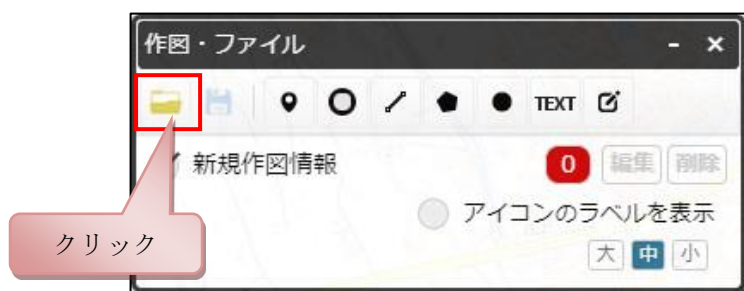 作図・ファイル
TEXT
新規作図情報 0 編集 削除
アイコンのラベルを表示
クリック
大 中 小